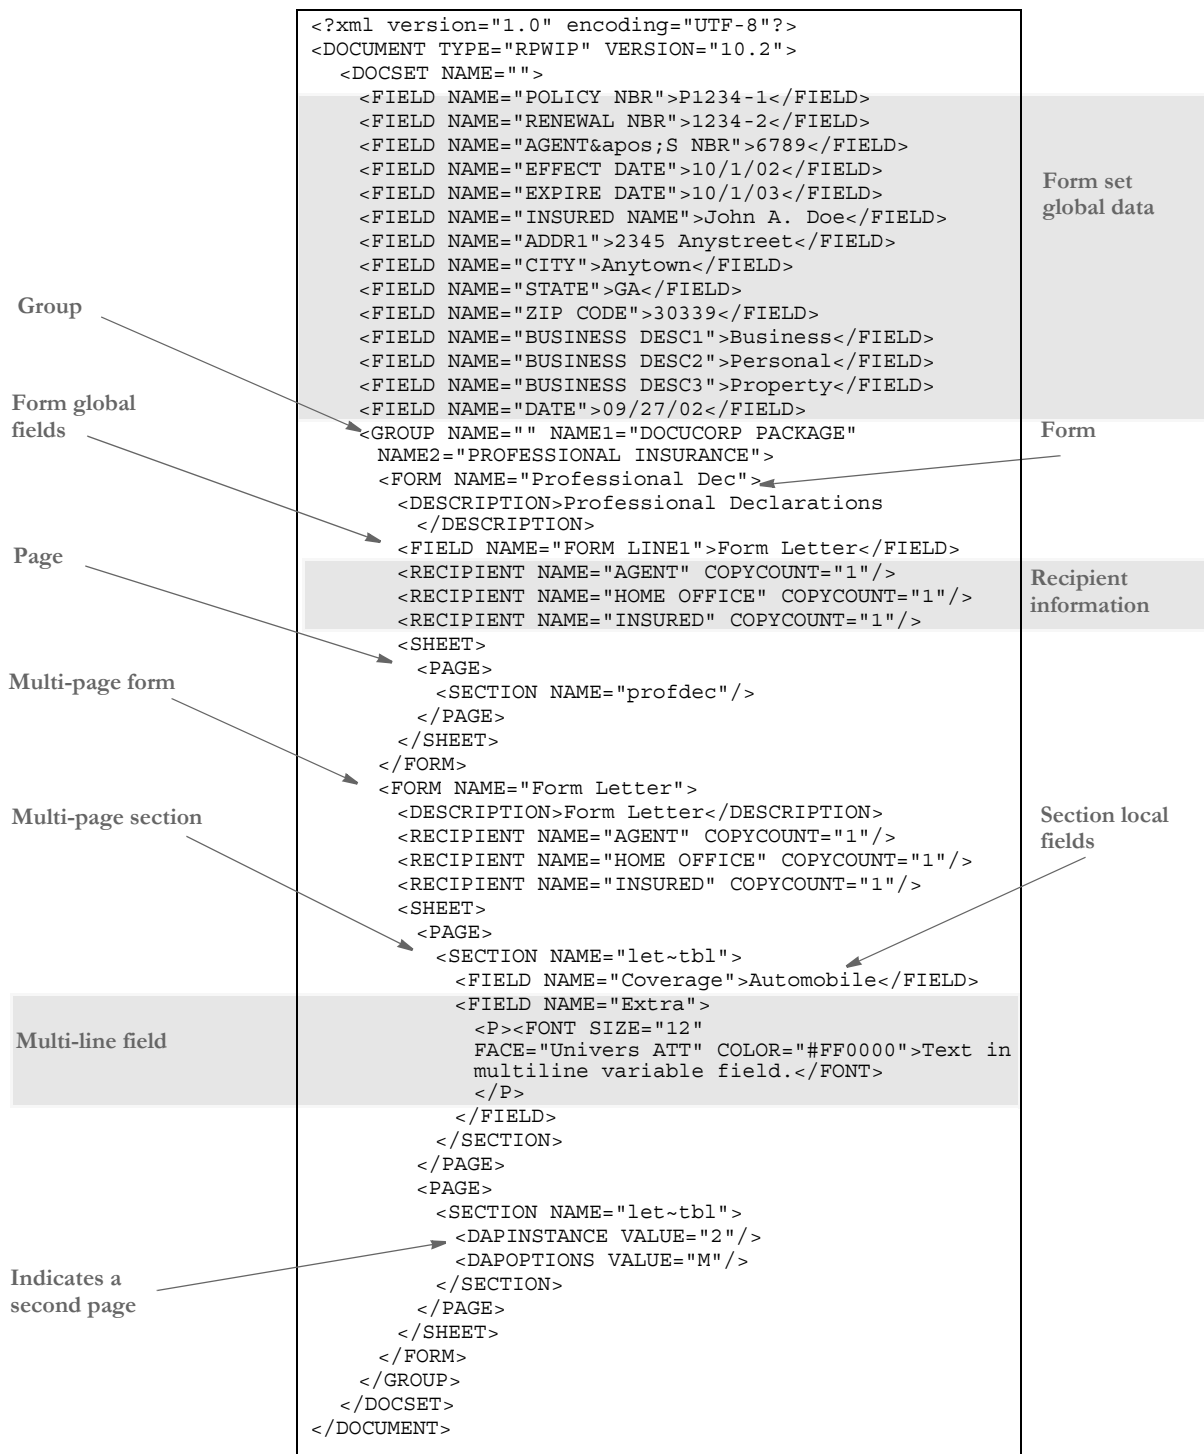 <?xml version="1.0" encoding="UTF-8"?>
<DOCUMENT TYPE="RPWIP" VERSION="10.2">
<DOCSET NAME="">
<FIELD NAME="POLICY NBR">P1234-1</FIELD>
<FIELD NAME="RENEWAL NBR">1234-2</FIELD>
<FIELD NAME="AGENT&apos;S NBR">6789</FIELD>
<FIELD NAME="EFFECT DATE">10/1/02</FIELD>
<FIELD NAME="EXPIRE DATE">10/1/03</FIELD>
<FIELD NAME="INSURED NAME">John A. Doe</FIELD>
<FIELD NAME="ADDR1">2345 Anystreet</FIELD>
<FIELD NAME="CITY">Anytown</FIELD>
<FIELD NAME="STATE">GA</FIELD>
<FIELD NAME="ZIP CODE">30339</FIELD>
<FIELD NAME="BUSINESS DESC1">Business</FIELD>
<FIELD NAME="BUSINESS DESC2">Personal</FIELD>
<FIELD NAME="BUSINESS DESC3">Property</FIELD>
<FIELD NAME="DATE">09/27/02</FIELD>
<GROUP NAME="" NAME1="DOCUCORP PACKAGE"
NAME2="PROFESSIONAL INSURANCE">
<FORM NAME="Professional Dec">
<DESCRIPTION>Professional Declarations
</DESCRIPTION>
<FIELD NAME="FORM LINE1">Form Letter</FIELD>
<RECIPIENT NAME="AGENT" COPYCOUNT="1"/>
<RECIPIENT NAME="HOME OFFICE" COPYCOUNT="1"/>
<RECIPIENT NAME="INSURED" COPYCOUNT="1"/>
<SHEET>
<PAGE>
<SECTION NAME="profdec"/>
</PAGE>
</SHEET>
</FORM>
<FORM NAME="Form Letter">
<DESCRIPTION>Form Letter</DESCRIPTION>
<RECIPIENT NAME="AGENT" COPYCOUNT="1"/>
<RECIPIENT NAME="HOME OFFICE" COPYCOUNT="1"/>
<RECIPIENT NAME="INSURED" COPYCOUNT="1"/>
<SHEET>
<PAGE>
<SECTION NAME="let~tbl">
<FIELD NAME="Coverage">Automobile</FIELD>
<FIELD NAME="Extra">
<P><FONT SIZE="12"
FACE="Univers ATT" COLOR="#FF0000">Text in
multiline variable field.</FONT>
</P>
</FIELD>
</SECTION>
</PAGE>
<PAGE>
<SECTION NAME="let~tbl">
<DAPINSTANCE VALUE="2"/>
<DAPOPTIONS VALUE="M"/>
</SECTION>
</PAGE>
</SHEET>
</FORM>
</GROUP>
</DOCSET>
</DOCUMENT>
Group
Form global
fields
Page
Multi-page form
Multi-page section
Multi-line field
Indicates a
second page
Form set
global data
Form
Recipient
information
Section local
fields